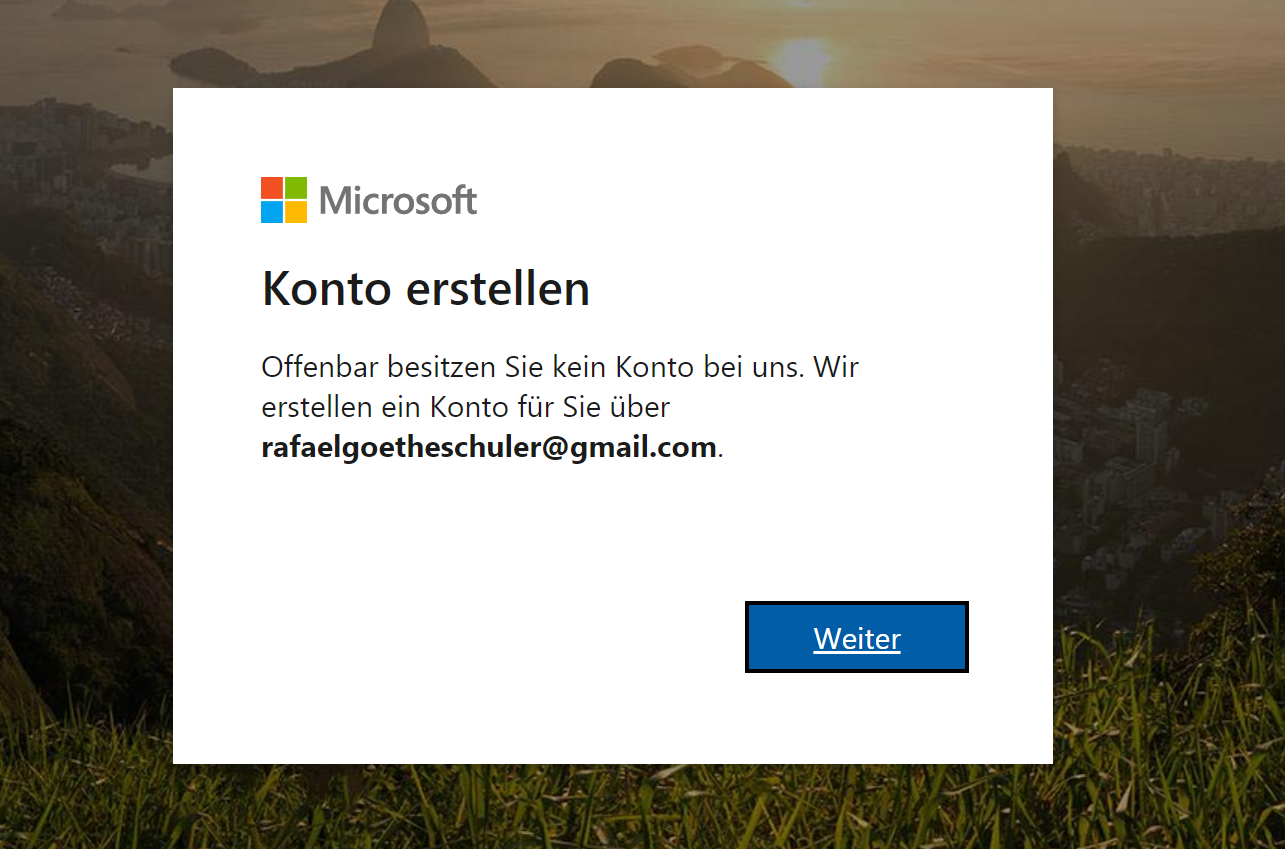 Microsoft
Konto erstellen
Offenbar besitzen Sie kein Konto bei uns. Wir
erstellen ein Konto für Sie über
rafaelgoetheschuler@gmail.com.
Weiter